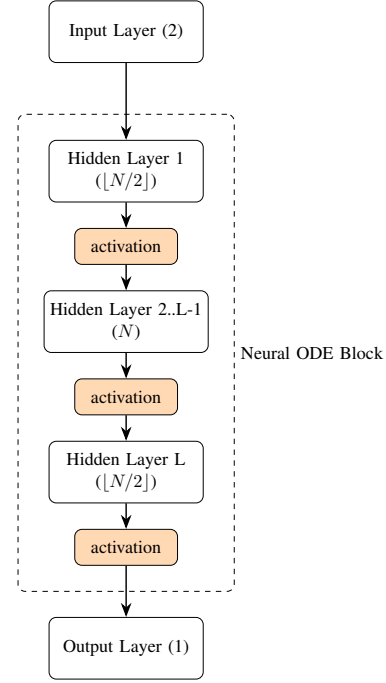 Input Layer (2)
Hidden Layer 1
(⌊N/2⌋)
activation
Hidden Layer 2..L-1
(N)
Neural ODE Block
activation
Hidden Layer L
(⌊N/2⌋)
activation
Output Layer (1)